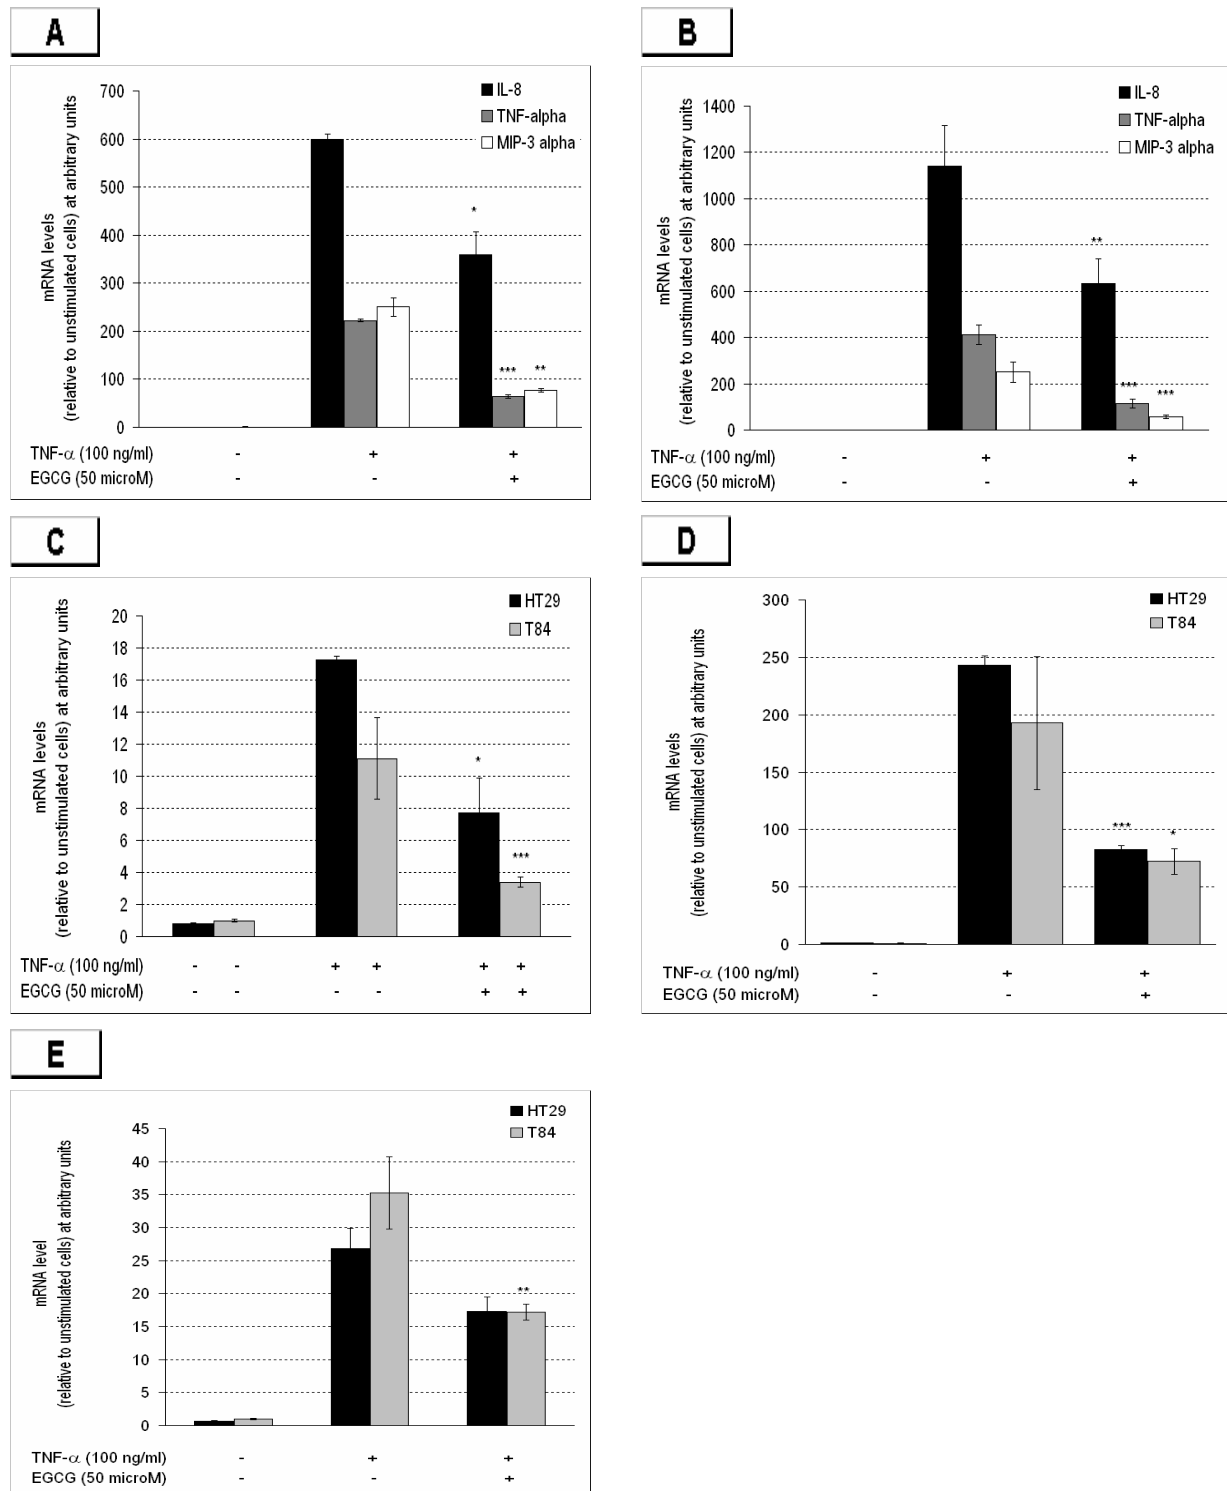 A
700
600
500
400
300
200
100
0
mRNA levels
(relative to unstimulated cells) at arbitrary units
IL-8
TNF-alpha
MIP-3 alpha
*
***
**
TNF-α (100 ng/ml) - + +
EGCG (50 microM) - - +
B
1400
1200
1000
800
600
400
200
0
mRNA levels
(relative to unstimulated cells) at arbitrary units
IL-8
TNF-alpha
MIP-3 alpha
**
***
***
TNF-α (100 ng/ml) - + +
EGCG (50 microM) - - +
C
20
18
16
14
12
10
8
6
4
2
0
mRNA levels
(relative to unstimulated cells) at arbitrary units
HT29
T84
*
***
TNF-α (100 ng/ml) - - + + + +
EGCG (50 microM) - - - - + +
D
300
250
200
150
100
50
0
mRNA levels
(relative to unstimulated cells) at arbitrary units
HT29
T84
***
*
TNF-α (100 ng/ml) - + +
EGCG (50 microM) - - +
E
45
40
35
30
25
20
15
10
5
0
mRNA level
(relative to unstimulated cells) at arbitrary units
HT29
T84
**
TNF-α (100 ng/ml) - + +
EGCG (50 microM) - - +